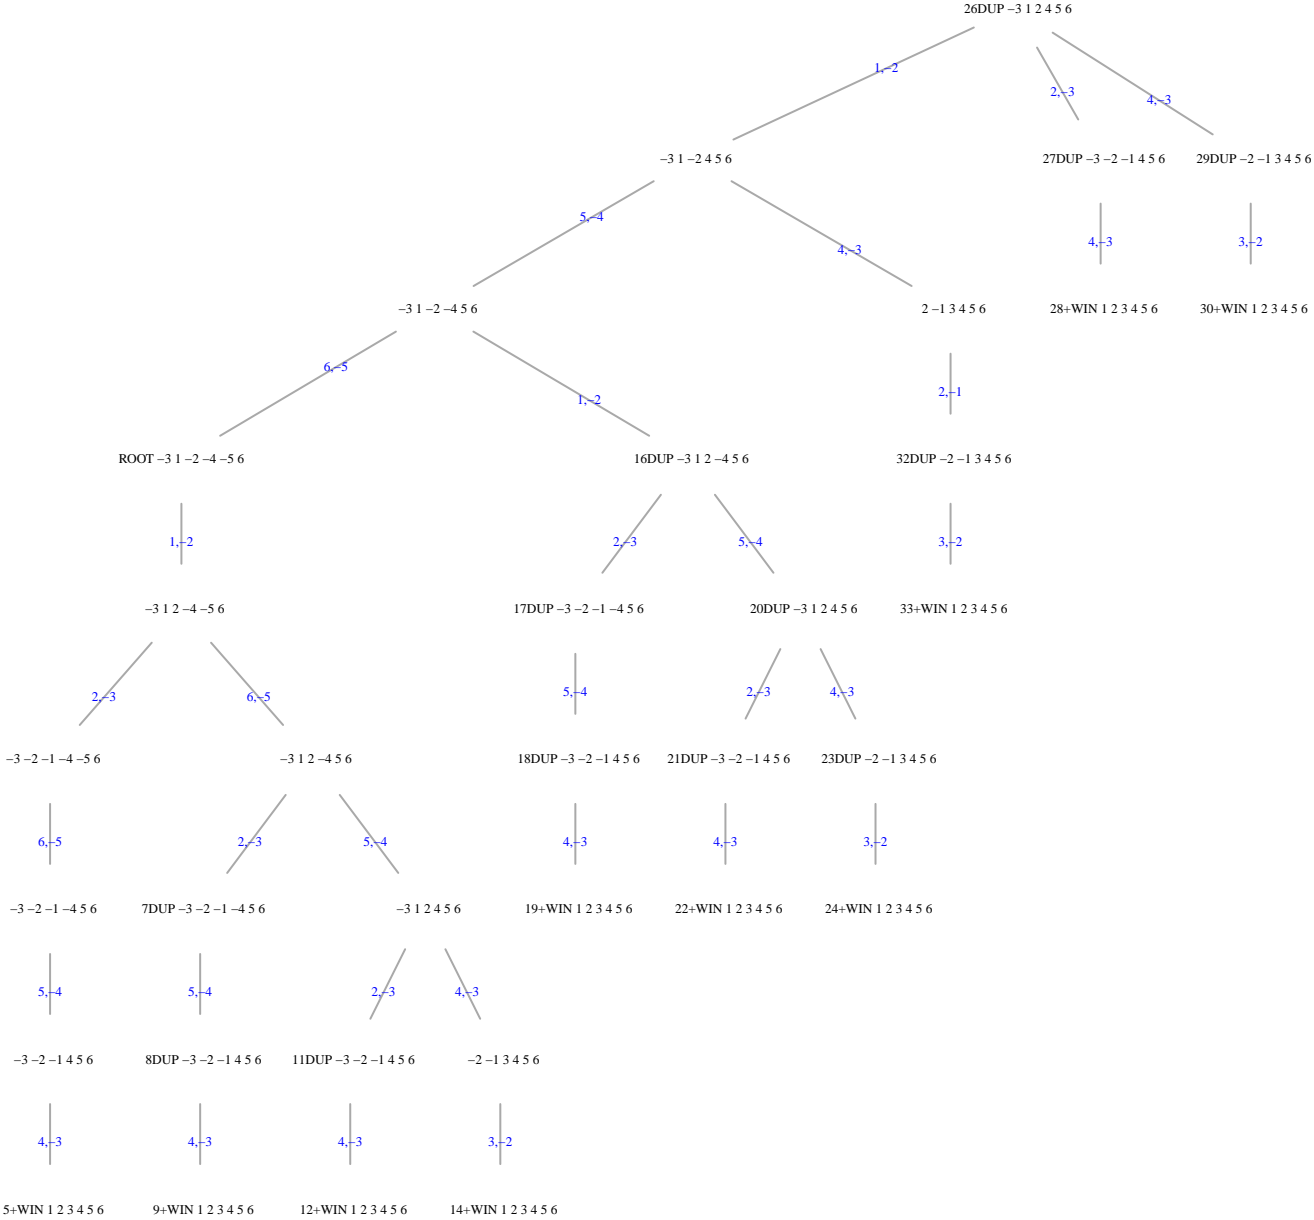 26DUP −3 1 2 4 5 6
1,−2
2,−3
4,−3
−3 1 −2 4 5 6
27DUP −3 −2 −1 4 5 6
29DUP −2 −1 3 4 5 6
5,−4
4,−3
4,−3
3,−2
−3 1 −2 −4 5 6
2 −1 3 4 5 6
28+WIN 1 2 3 4 5 6
30+WIN 1 2 3 4 5 6
6,−5
1,−2
2,−1
ROOT −3 1 −2 −4 −5 6
16DUP −3 1 2 −4 5 6
32DUP −2 −1 3 4 5 6
1,−2
2,−3
5,−4
3,−2
−3 1 2 −4 −5 6
17DUP −3 −2 −1 −4 5 6
20DUP −3 1 2 4 5 6
33+WIN 1 2 3 4 5 6
2,−3
6,−5
5,−4
2,−3
4,−3
−3 −2 −1 −4 −5 6
−3 1 2 −4 5 6
18DUP −3 −2 −1 4 5 6
21DUP −3 −2 −1 4 5 6
23DUP −2 −1 3 4 5 6
6,−5
2,−3
5,−4
4,−3
4,−3
3,−2
−3 −2 −1 −4 5 6
7DUP −3 −2 −1 −4 5 6
−3 1 2 4 5 6
19+WIN 1 2 3 4 5 6
22+WIN 1 2 3 4 5 6
24+WIN 1 2 3 4 5 6
5,−4
5,−4
2,−3
4,−3
−3 −2 −1 4 5 6
8DUP −3 −2 −1 4 5 6
11DUP −3 −2 −1 4 5 6
−2 −1 3 4 5 6
4,−3
4,−3
4,−3
3,−2
5+WIN 1 2 3 4 5 6
9+WIN 1 2 3 4 5 6
12+WIN 1 2 3 4 5 6
14+WIN 1 2 3 4 5 6